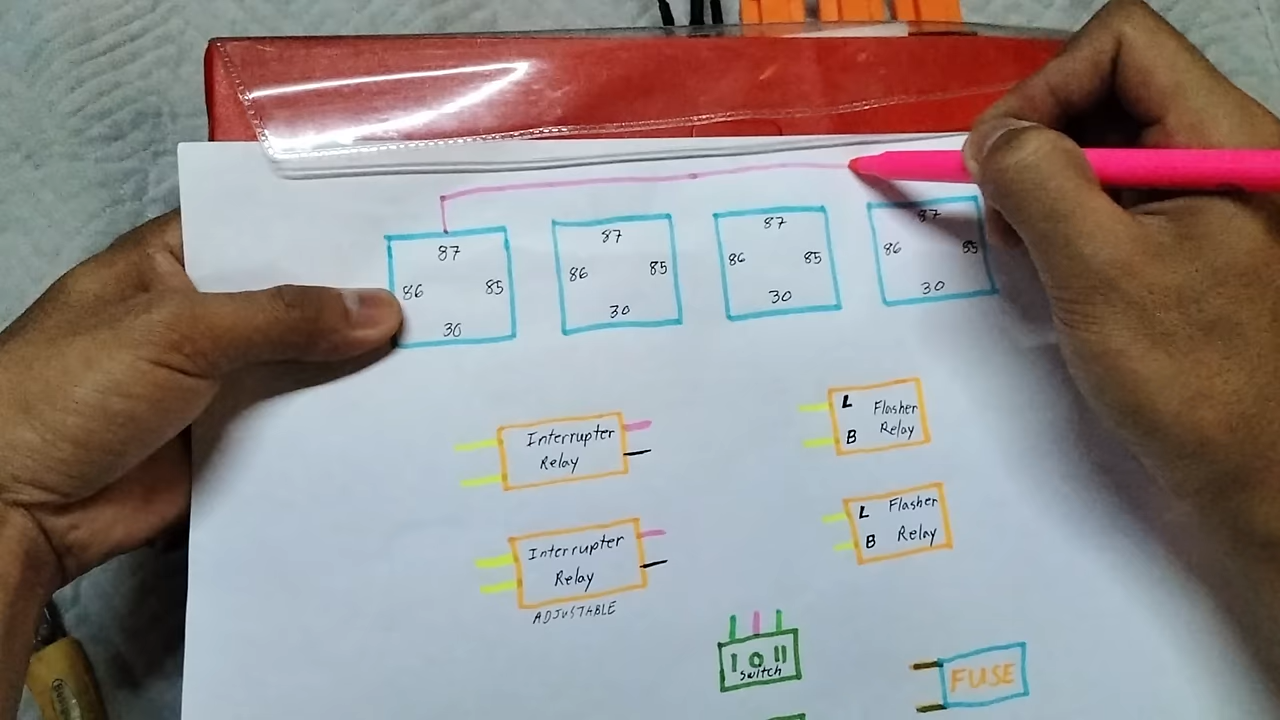 87
86 85
30
87
86 85
30
87
86 85
30
87
86 85
30
Interrupter
Relay
L Flasher
B Relay
Interrupter
Relay
ADJUSTABLE
L Flasher
B Relay
I O II
Switch
FUSE